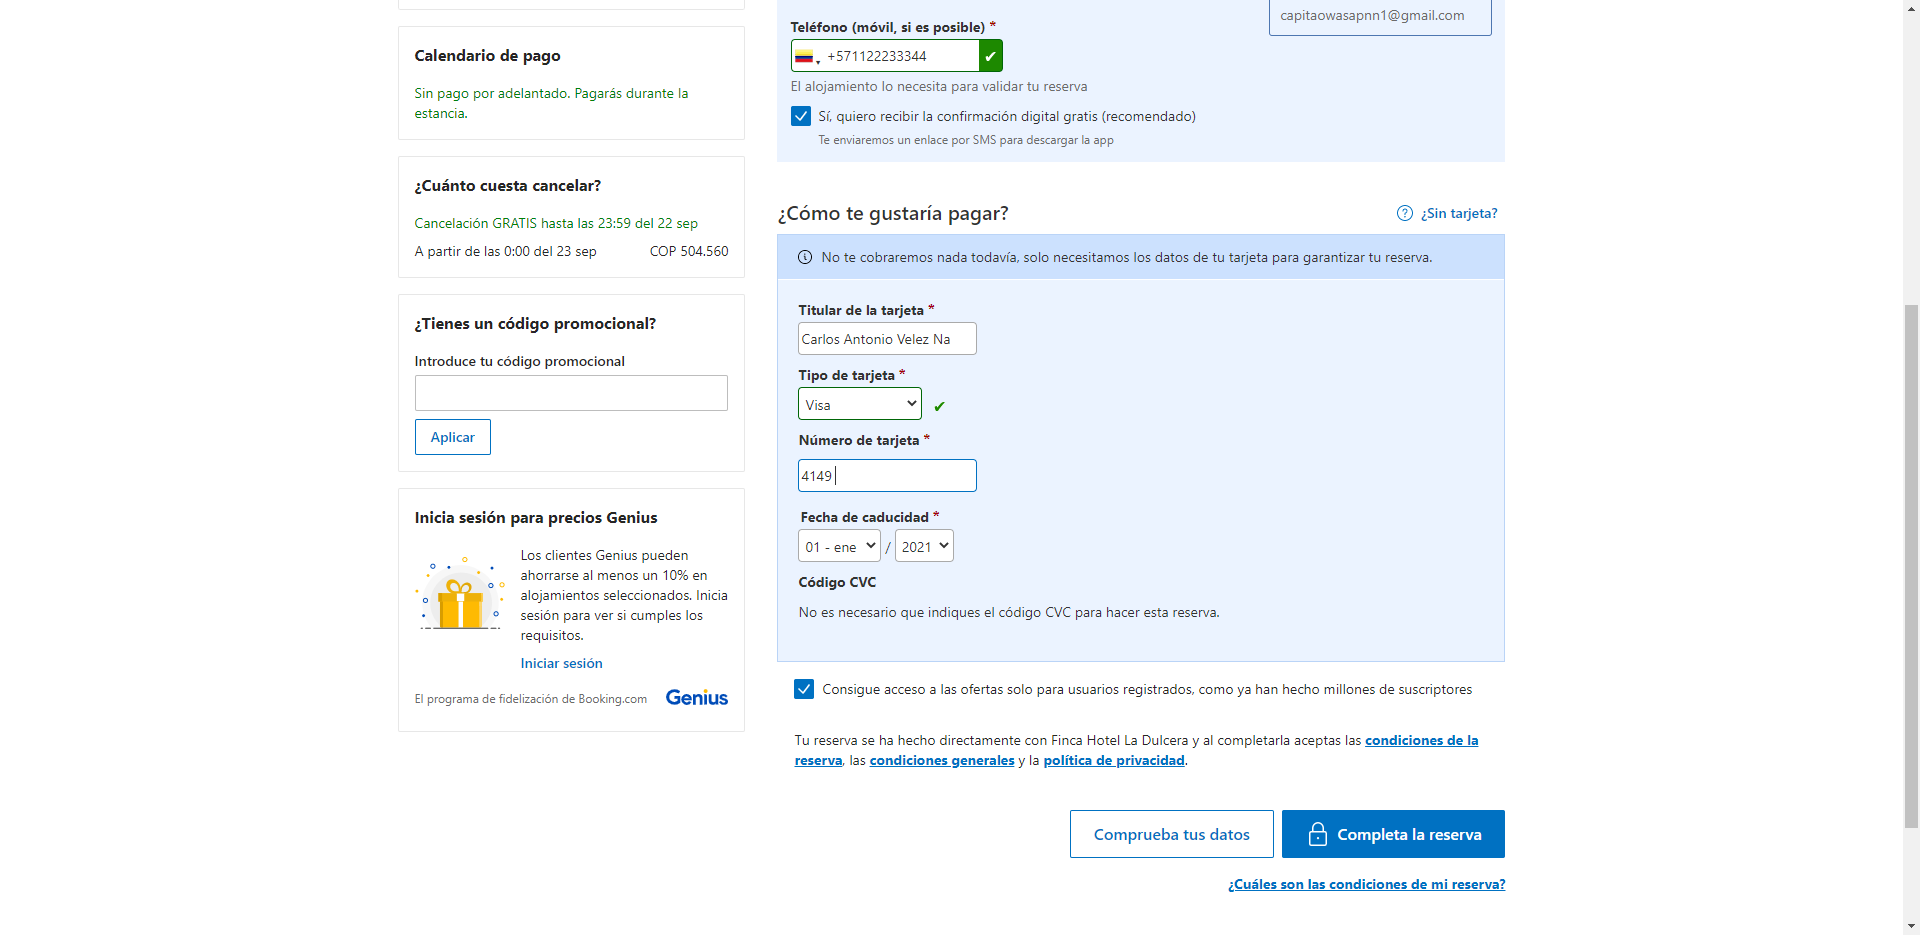 Calendario de pago
Sin pago por adelantado. Pagarás durante la
estancia.
¿Cuánto cuesta cancelar?
Cancelación GRATIS hasta las 23:59 del 22 sep
A partir de las 0:00 del 23 sep COP 504.560
¿Tienes un código promocional?
Introduce tu código promocional
Aplicar
Inicia sesión para precios Genius
Los clientes Genius pueden
ahorrarse al menos un 10% en
alojamientos seleccionados. Inicia
sesión para ver si cumples los
requisitos.
Iniciar sesión
El programa de fidelización de Booking.com Genius
capitaowasapnn1@gmail.com
Teléfono (móvil, si es posible) *
+571122233344
El alojamiento lo necesita para validar tu reserva
Sí, quiero recibir la confirmación digital gratis (recomendado)
Te enviaremos un enlace por SMS para descargar la app
¿Cómo te gustaría pagar? ¿Sin tarjeta?
No te cobraremos nada todavía, solo necesitamos los datos de tu tarjeta para garantizar tu reserva.
Titular de la tarjeta *
Carlos Antonio Velez Na
Tipo de tarjeta *
Visa
Número de tarjeta *
4149
Fecha de caducidad *
01 - ene / 2021
Código CVC
No es necesario que indiques el código CVC para hacer esta reserva.
Consigue acceso a las ofertas solo para usuarios registrados, como ya han hecho millones de suscriptores
Tu reserva se ha hecho directamente con Finca Hotel La Dulcera y al completarla aceptas las condiciones de la
reserva, las condiciones generales y la política de privacidad.
Comprueba tus datos Completa la reserva
¿Cuáles son las condiciones de mi reserva?